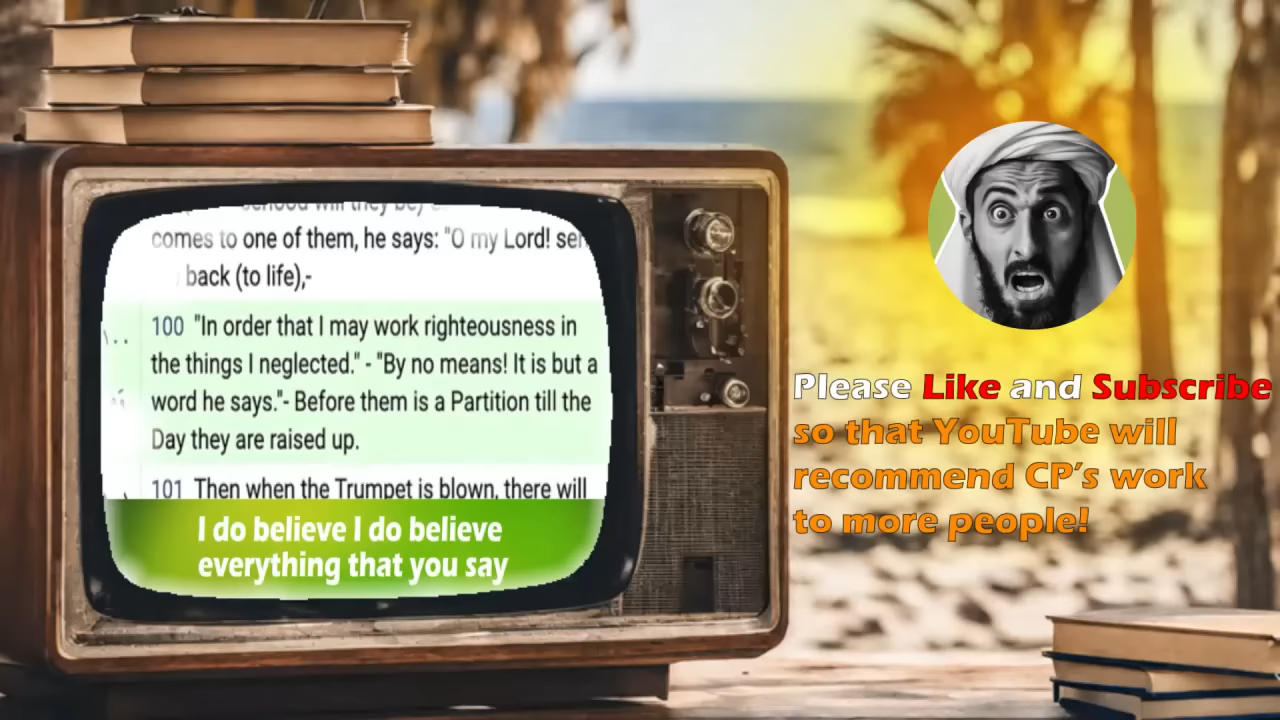 comes to one of them, he says: "O my Lord!
back (to life),-
100 "In order that I may work righteousness in
the things I neglected." - "By no means! It is but a
word he says."- Before them is a Partition till the
Day they are raised up.
101 Then when the Trumpet is blown, there will
I do believe I do believe
everything that you say
Please Like and Subscribe
so that YouTube will
recommend CP's work
to more people!